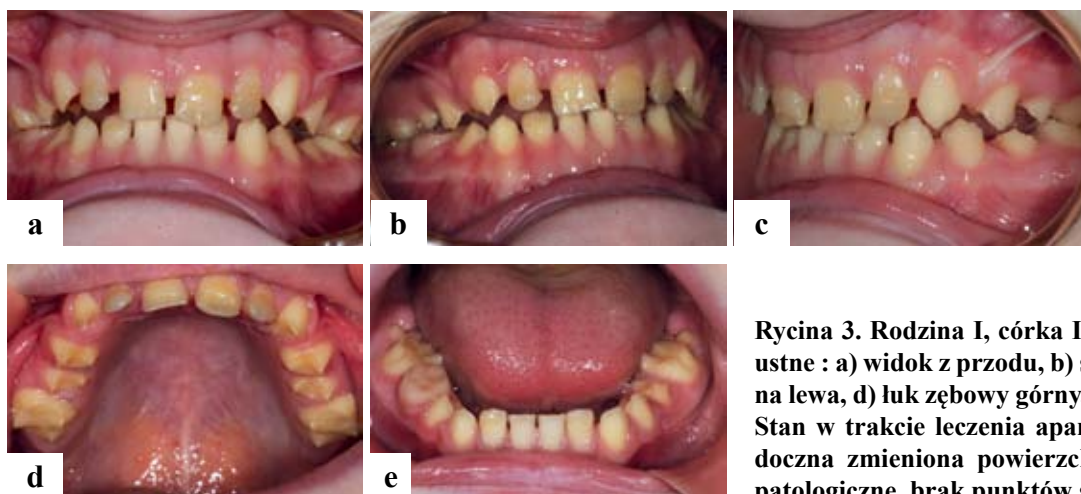 a
b
c
d
e
Rycina 3. Rodzina I, córka I
ustne : a) widok z przodu, b)
na lewa, d) łuk zębowy górny
Stan w trakcie leczenia apar
doczna zmieniona powierzch
patologiczne, brak punktów